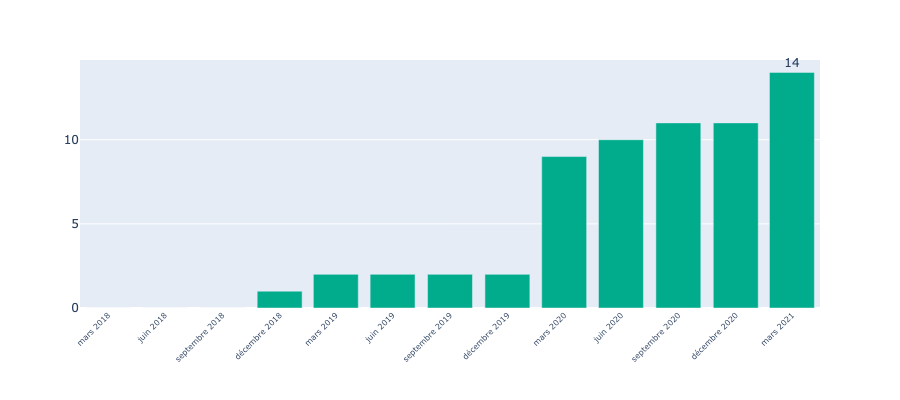 14
10
5
0
mars 2018
juin 2018
septembre 2018
décembre 2018
mars 2019
juin 2019
septembre 2019
décembre 2019
mars 2020
juin 2020
septembre 2020
décembre 2020
mars 2021